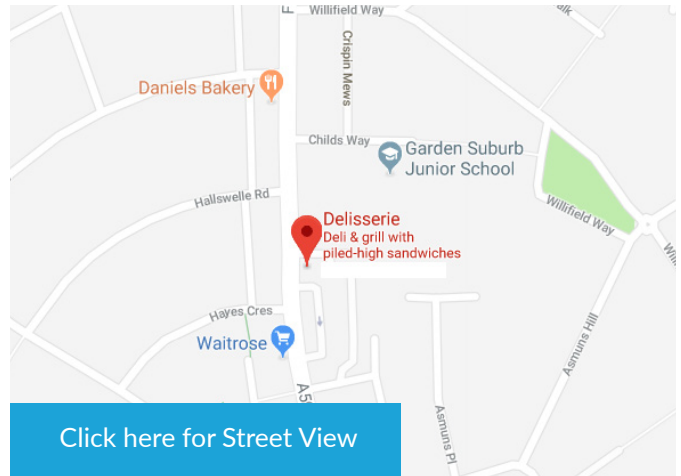 Willifield Way
Crispin Mews
Daniels Bakery
Childs Way
Garden Suburb
Junior School
Hallswelle Rd
Willifield Way
Delisserie
Deli & grill with
piled-high sandwiches
Hayes Cres
Waitrose
Asmuns Hill
Asmuns Pl
Click here for Street View